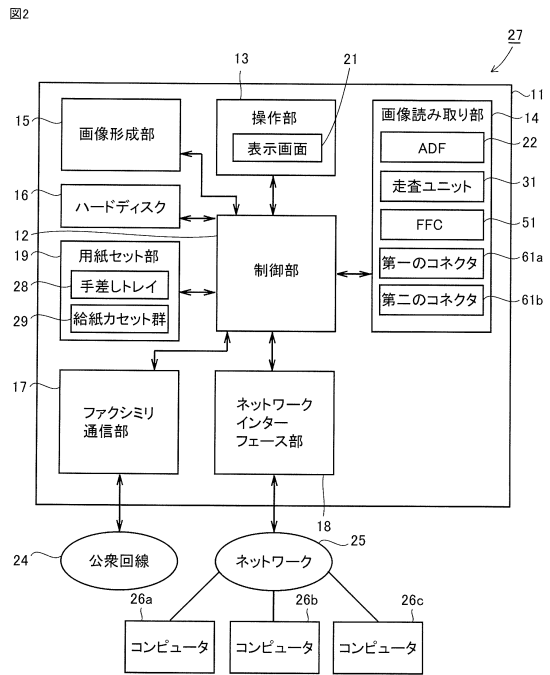 図2
27
11
13
21
15
画像形成部
操作部
表示画面
画像読み取り部
14
ADF
22
16
ハードディスク
走査ユニット
31
12
FFC
51
19
用紙セット部
制御部
第一のコネクタ
61a
28
手差しトレイ
第二のコネクタ
61b
29
給紙カセット群
17
ファクシミリ
通信部
ネットワーク
インター
フェース部
18
24
公衆回線
ネットワーク
25
26a
26b
26c
コンピュータ
コンピュータ
コンピュータ